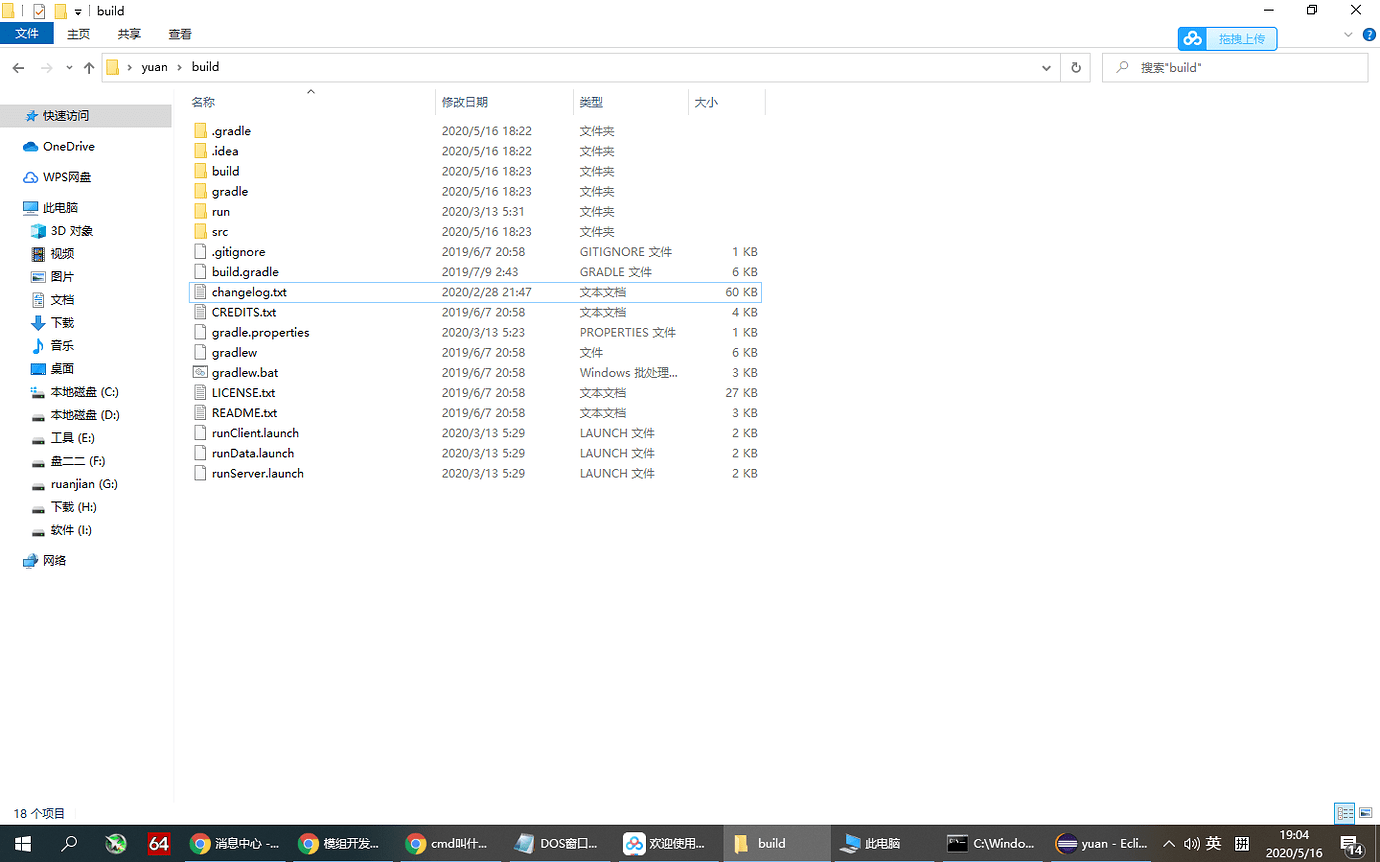 build
文件 主页 共享 查看
拖拽上传
yuan build
搜索"build"
名称 修改日期 类型 大小
快速访问
OneDrive
WPS网盘
此电脑
3D 对象
视频
图片
文档
下载
音乐
桌面
本地磁盘 (C:)
本地磁盘 (D:)
工具 (E:)
盘二二 (F:)
ruanjian (G:)
下载 (H:)
软件 (I:)
网络
.gradle 2020/5/16 18:22 文件夹
.idea 2020/5/16 18:22 文件夹
build 2020/5/16 18:23 文件夹
gradle 2020/5/16 18:23 文件夹
run 2020/3/13 5:31 文件夹
src 2020/5/16 18:23 文件夹
.gitignore 2019/6/7 20:58 GITIGNORE 文件 1 KB
build.gradle 2019/7/9 2:43 GRADLE 文件 6 KB
changelog.txt 2020/2/28 21:47 文本文档 60 KB
CREDITS.txt 2019/6/7 20:58 文本文档 4 KB
gradle.properties 2020/3/13 5:23 PROPERTIES 文件 1 KB
gradlew 2019/6/7 20:58 文件 6 KB
gradlew.bat 2019/6/7 20:58 Windows 批处理... 3 KB
LICENSE.txt 2019/6/7 20:58 文本文档 27 KB
README.txt 2019/6/7 20:58 文本文档 3 KB
runClient.launch 2020/3/13 5:29 LAUNCH 文件 2 KB
runData.launch 2020/3/13 5:29 LAUNCH 文件 2 KB
runServer.launch 2020/3/13 5:29 LAUNCH 文件 2 KB
18 个项目
64 消息中心 -... 模组开发... cmd叫什... DOS窗口... 欢迎使用... build 此电脑 C:\Windo... yuan - Ecli... 英 拼 19:04
2020/5/16 14